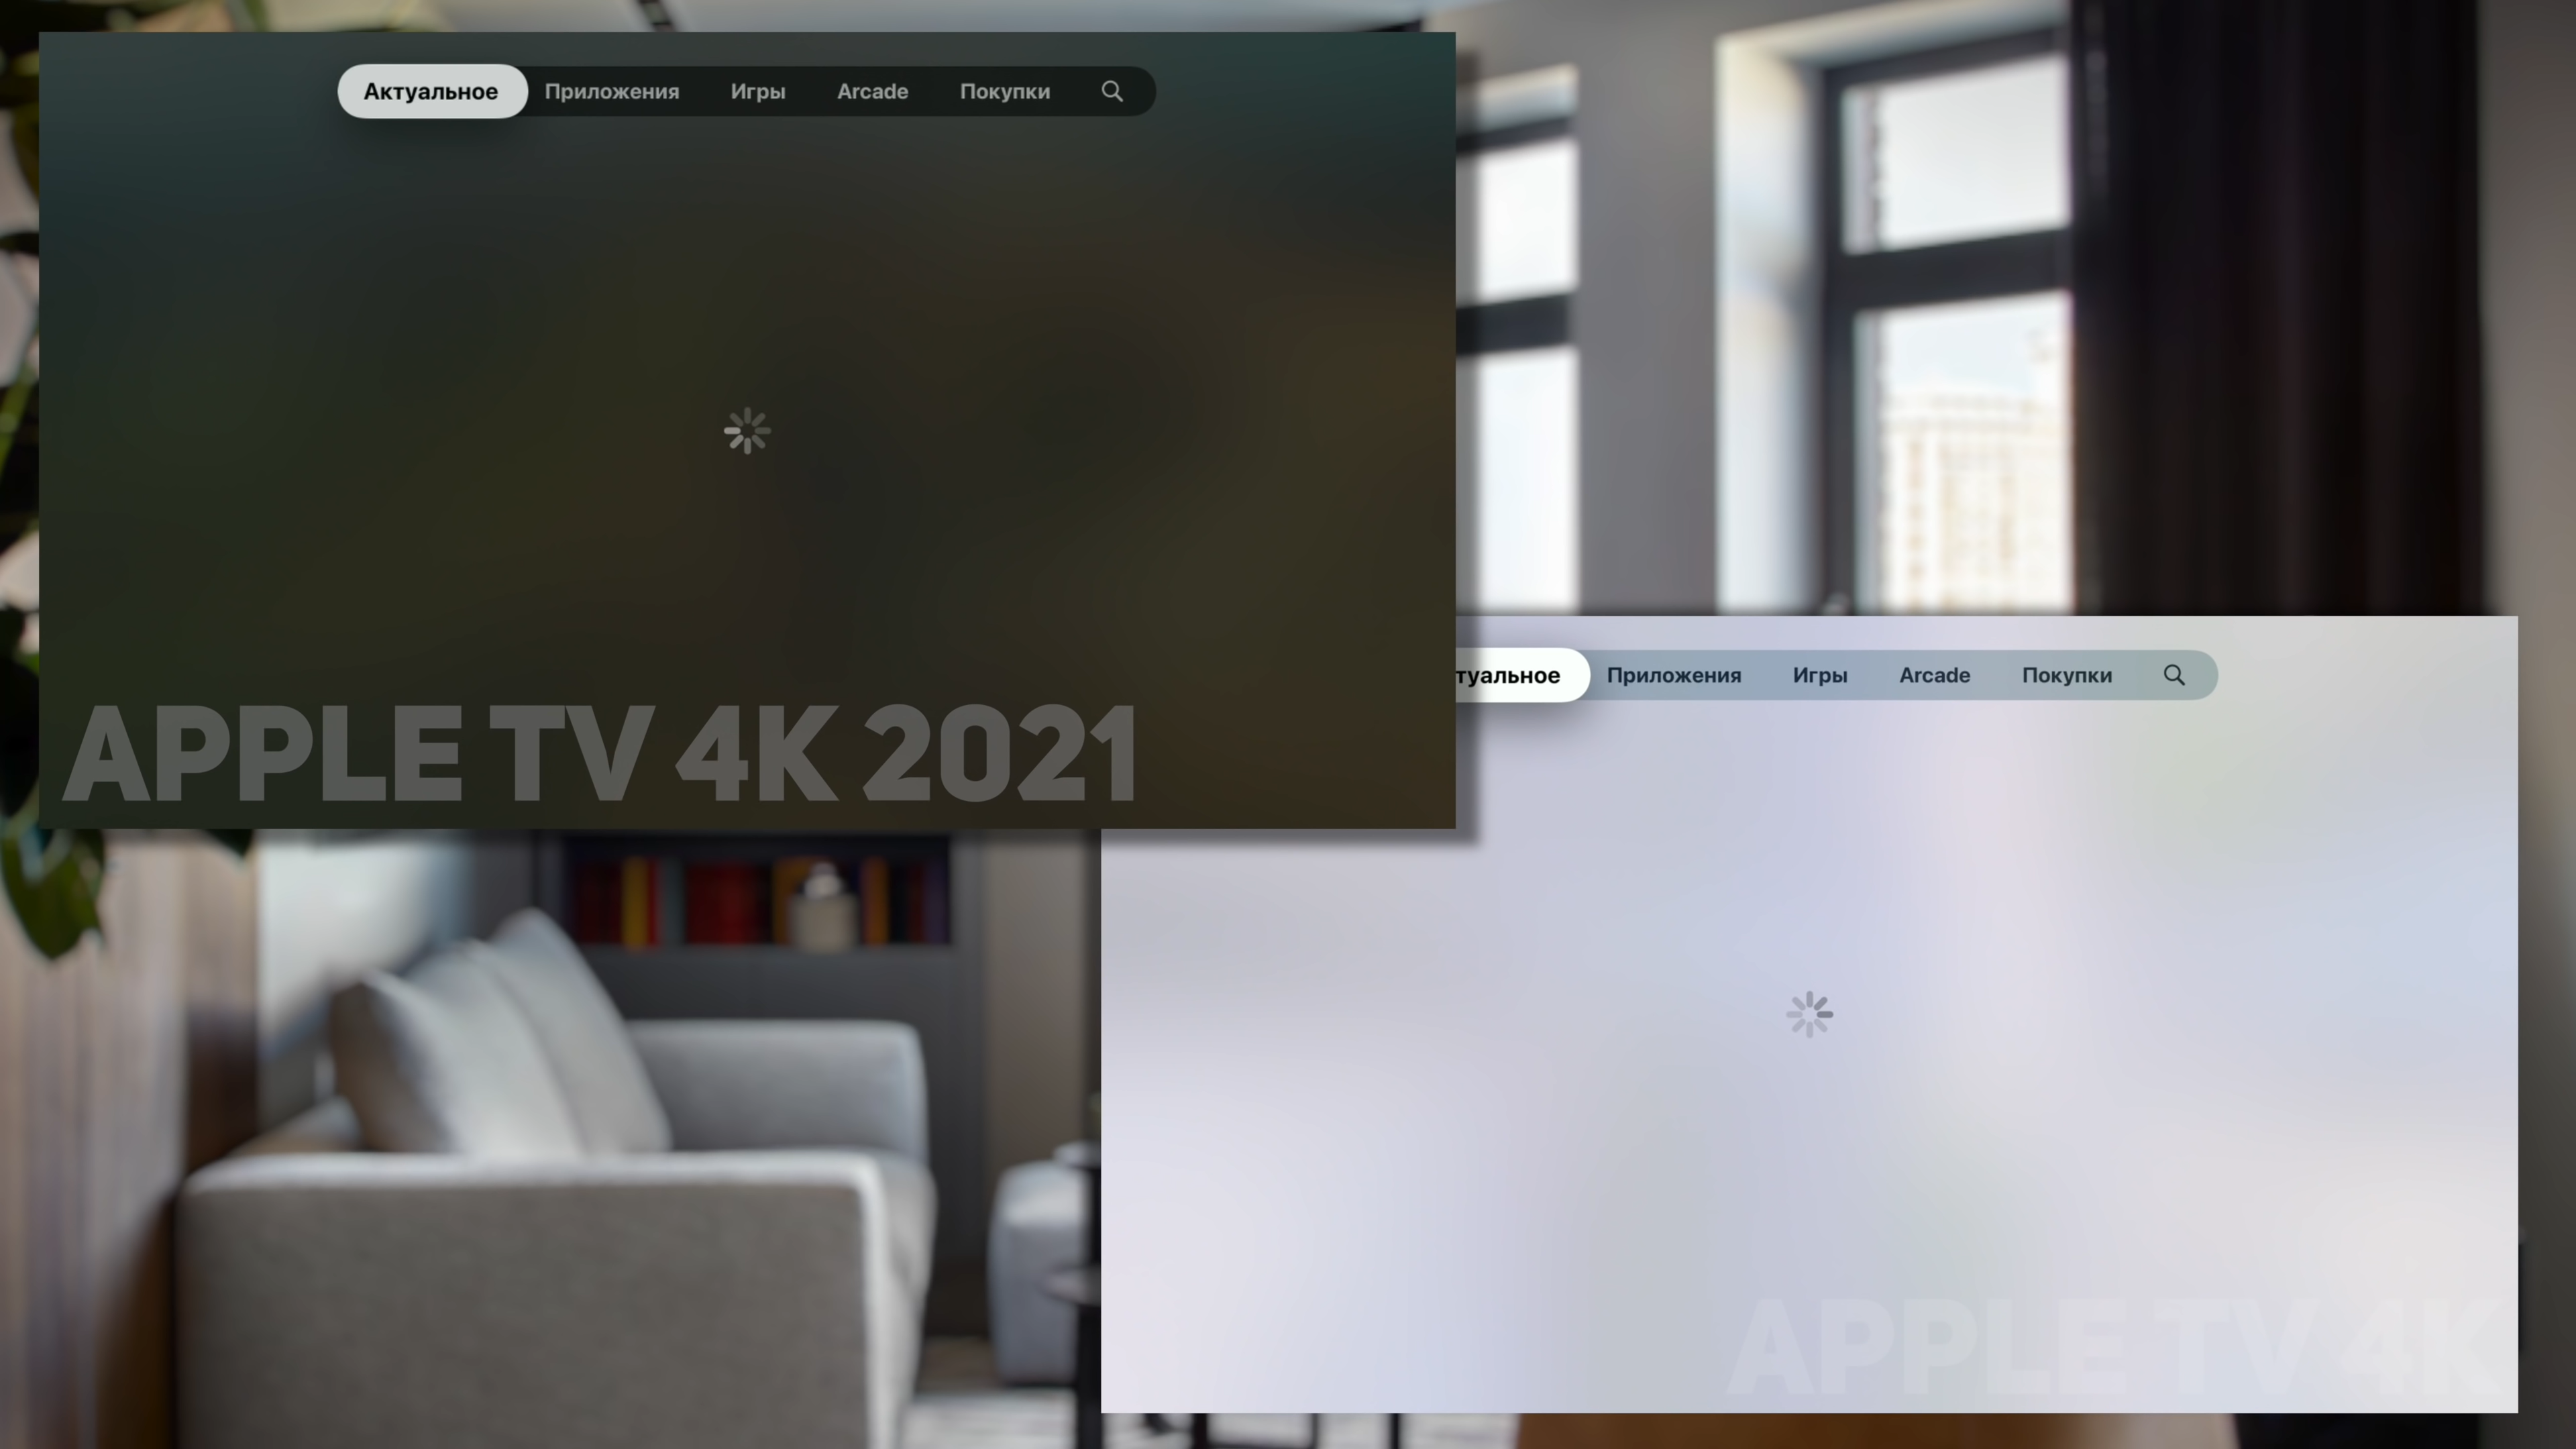 Актуальное Приложения Игры Arcade Покупки
APPLE TV 4K 2021
туальное Приложения Игры Arcade Покупки
APPLE TV 4K